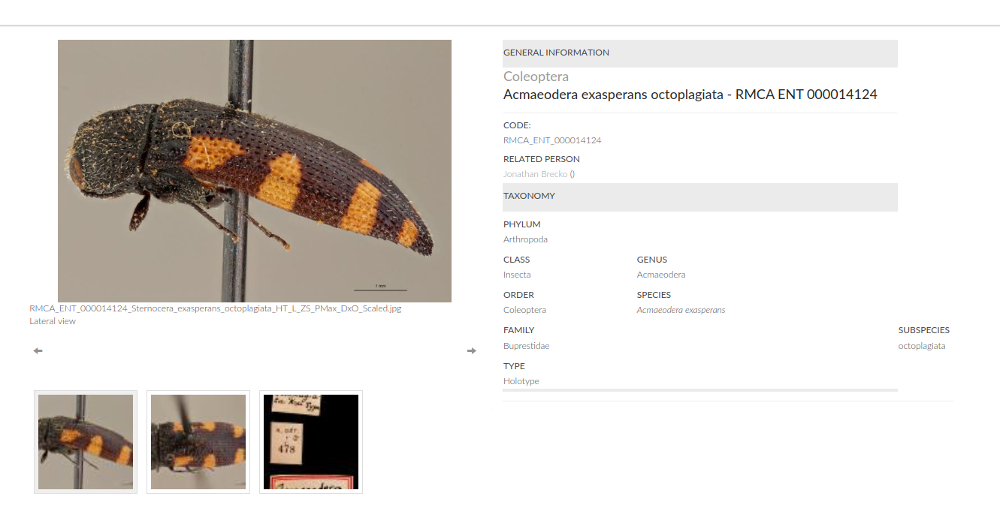 1 mm
RMCA_ENT_000014124_Sternocera_exasperans_octoplagiata_HT_L_ZS_PMax_DxO_Scaled.jpg
Lateral view
478
GENERAL INFORMATION
Coleoptera
Acmaeodera exasperans octoplagiata - RMCA ENT 000014124
CODE:
RMCA_ENT_000014124
RELATED PERSON
Jonathan Brecko ()
TAXONOMY
PHYLUM
Arthropoda
CLASS
Insecta
GENUS
Acmaeodera
ORDER
Coleoptera
SPECIES
Acmaeodera exasperans
FAMILY
Buprestidae
SUBSPECIES
octoplagiata
TYPE
Holotype